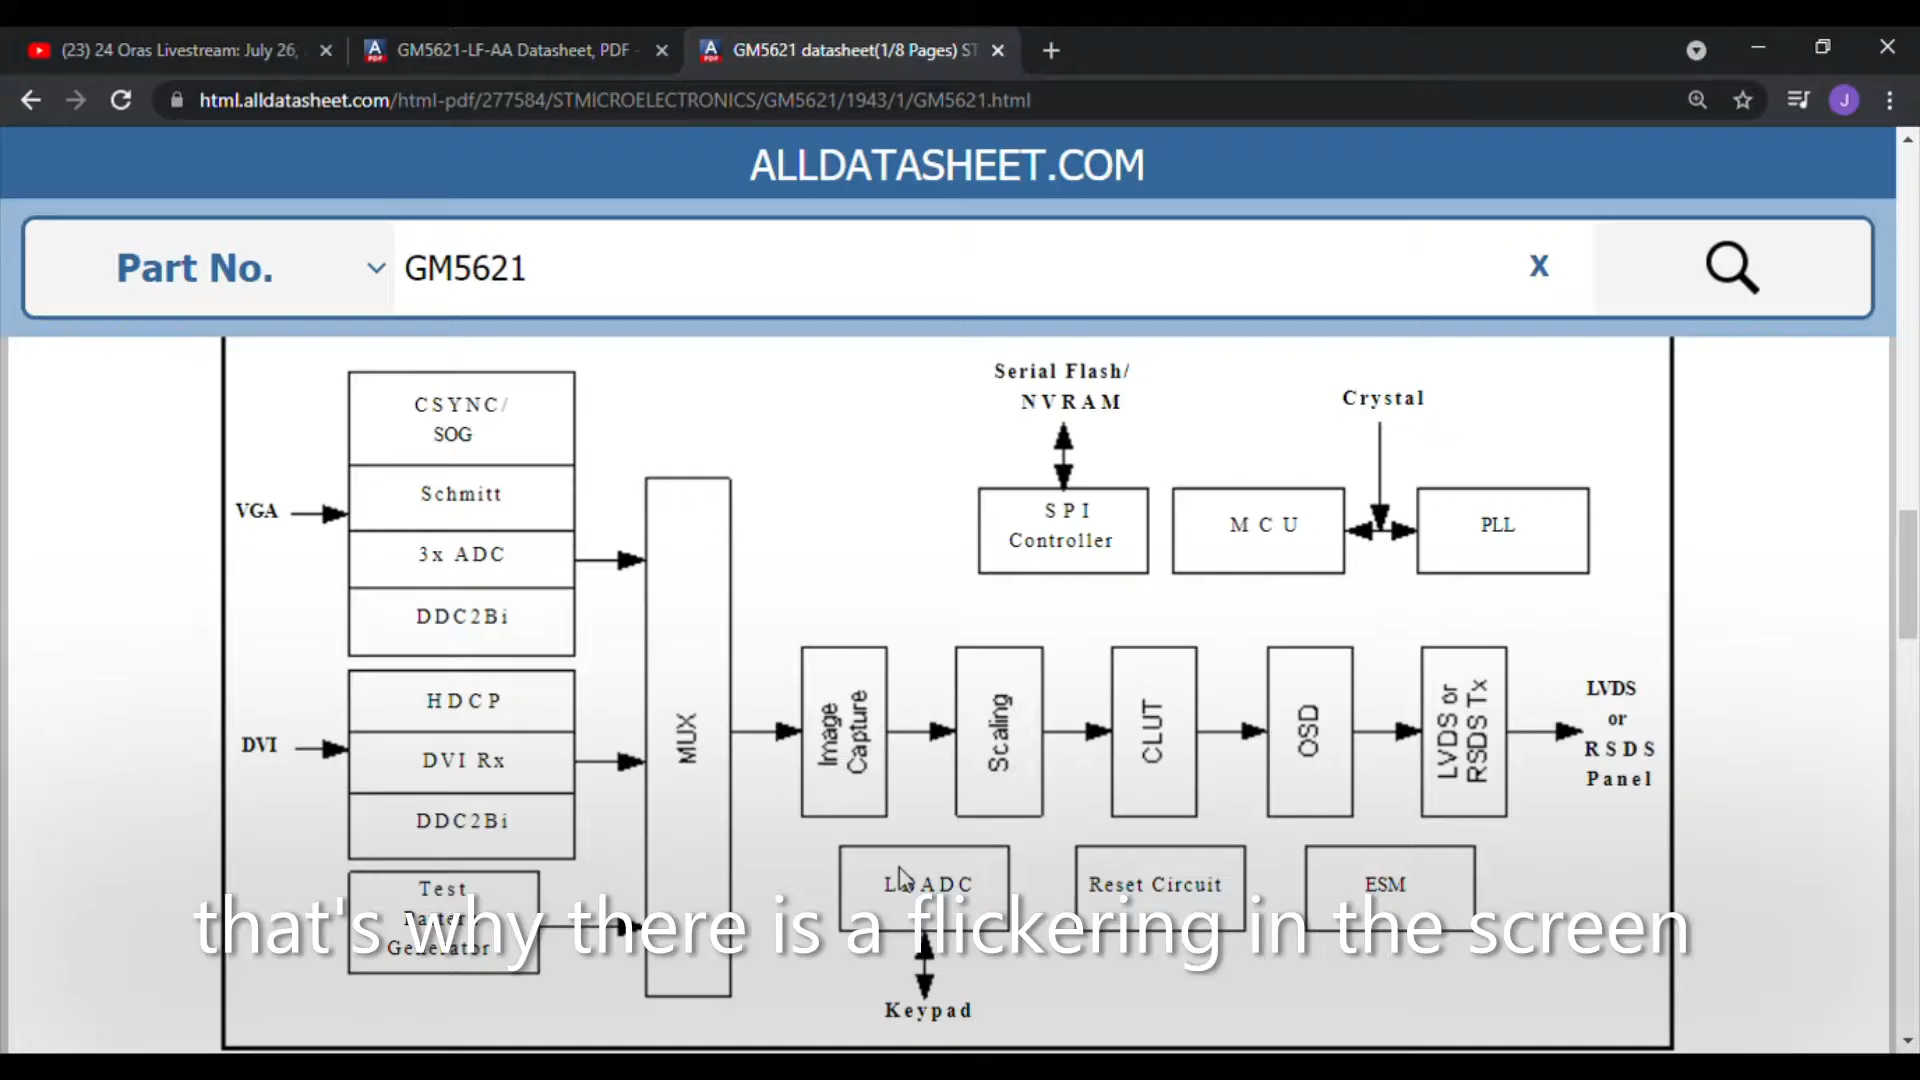 (23) 24 Oras Livestream: July 26,
GM5621-LF-AA Datasheet, PDF -
GM5621 datasheet(1/8 Pages) ST
html.alldatasheet.com/html-pdf/277584/STMICROELECTRONICS/GM5621/1943/1/GM5621.html
J
ALLDATASHEET.COM
Part No.
GM5621
X
Serial Flash/
NVRAM
Crystal
CSYNC/
SOG
Schmitt
VGA
3x ADC
DDC2Bi
SPI
Controller
MCU
PLL
HDCP
DVI
DVI Rx
DDC2Bi
MUX
Image
Capture
Scaling
CLUT
OSD
LVDS or
RSDS Tx
LVDS
or
RSDS
Panel
Test
Pattern
Generator
ADC
Reset Circuit
ESM
that's why there is a flickering in the screen
Keypad